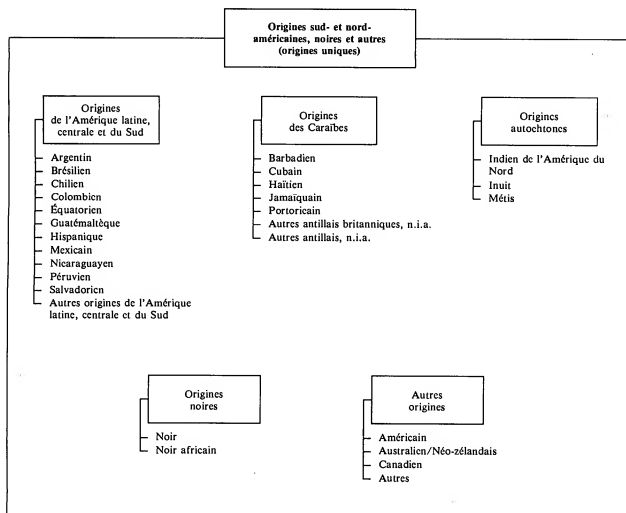 Origines sud- et nord-
américaines, noires et autres
(origines uniques)
Origines
de l'Amérique latine,
centrale et du Sud
Argentin
Brésilien
Chilien
Colombien
Équatorien
Guatémaltèque
Hispanique
Mexicain
Nicaraguayen
Péruvien
Salvadorien
Autres origines de l'Amérique
latine, centrale et du Sud
Origines
des Caraïbes
Barbadien
Cubain
Haïtien
Jamaïquain
Portoricain
Autres antillais britanniques, n.i.a.
Autres antillais, n.i.a.
Origines
autochtones
Indien de l'Amérique du
Nord
Inuit
Métis
Origines
noires
Noir
Noir africain
Autres
origines
Américain
Australien/Néo-zélandais
Canadien
Autres